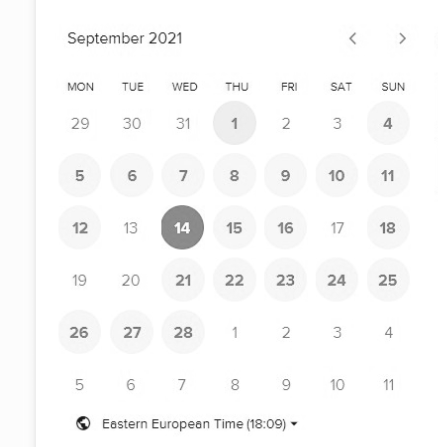 September 2021
MON TUE WED THU FRI SAT SUN
29 30 31 1 2 3 4
5 6 7 8 9 10 11
12 13 14 15 16 17 18
19 20 21 22 23 24 25
26 27 28 1 2 3 4
5 6 7 8 9 10 11
Eastern European Time (18:09)